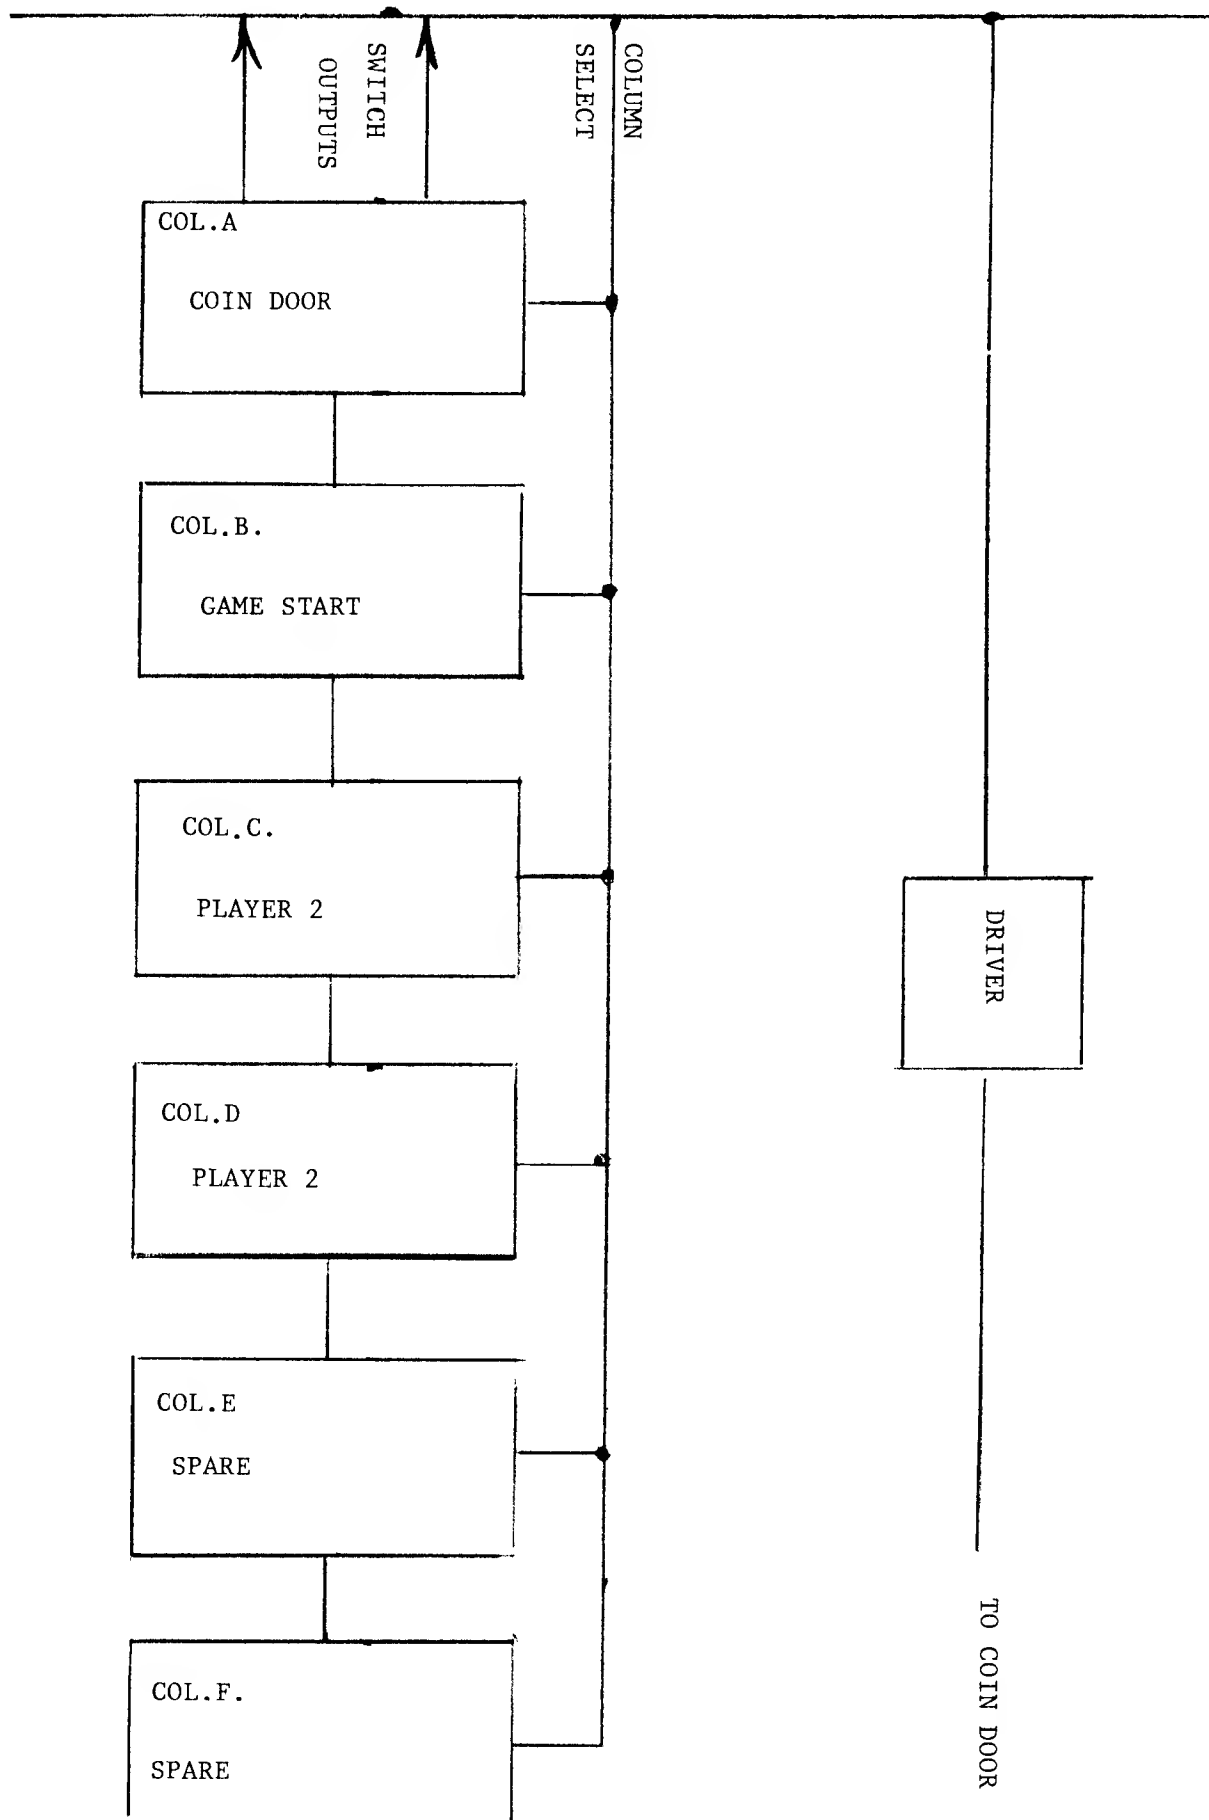 SWITCH
OUTPUTS
COLUMN
SELECT
COL.A
COIN DOOR
COL.B.
GAME START
COL.C.
PLAYER 2
COL.D
PLAYER 2
COL.E
SPARE
COL.F.
SPARE
DRIVER
TO COIN DOOR